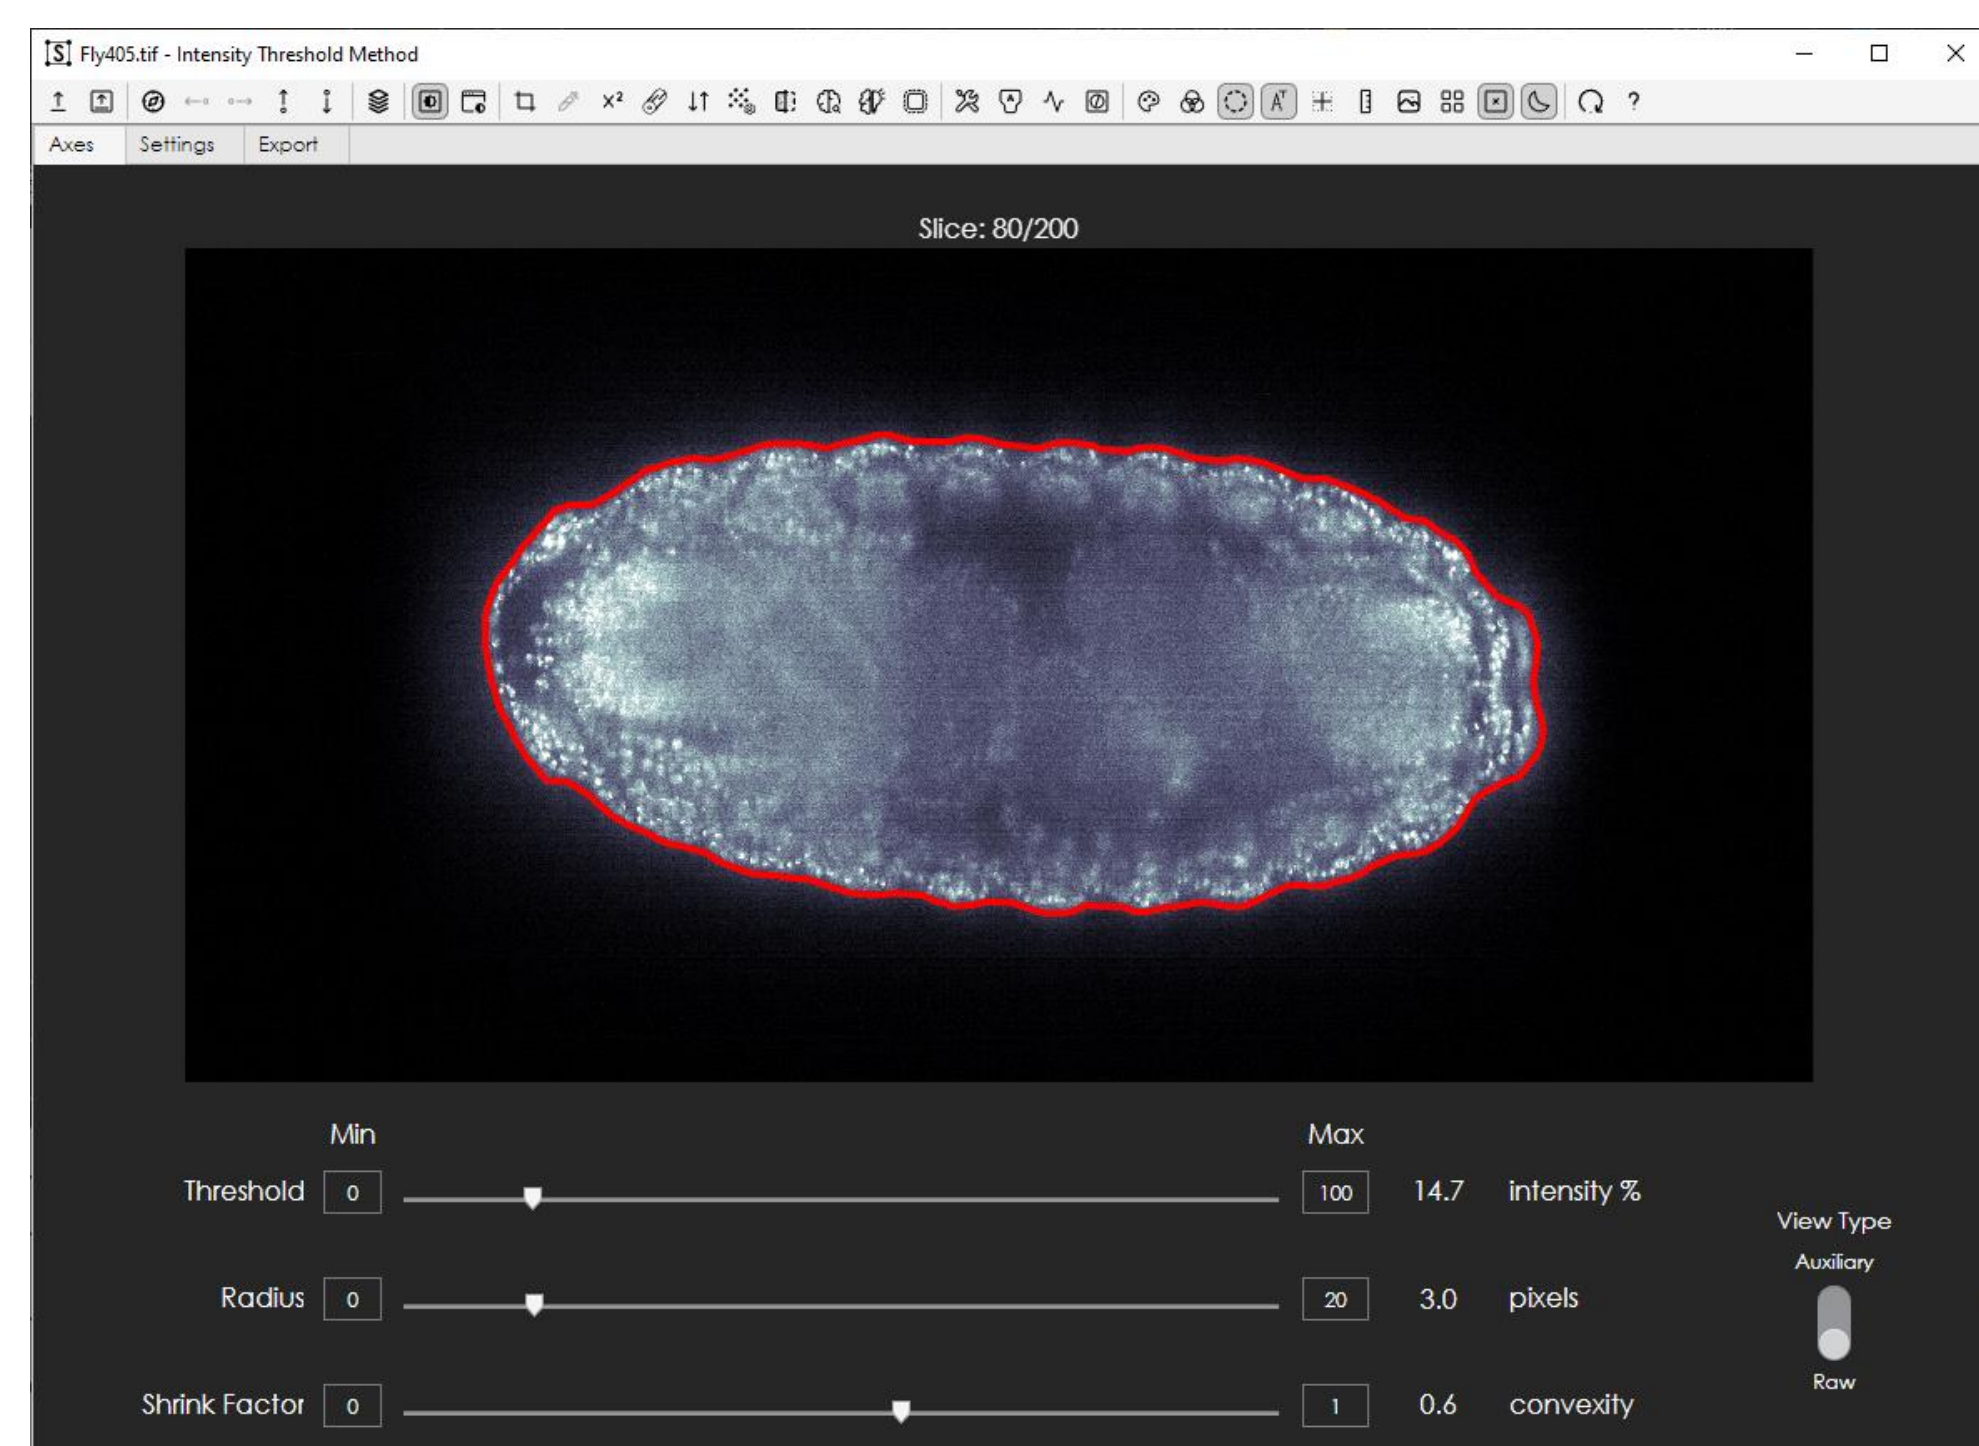 Fly405.tif - Intensity Threshold Method
Axes Settings Export
Slice: 80/200
Min Max
Threshold 0 100 14.7 intensity %
View Type
Auxiliary
Radius 0 20 3.0 pixels
Raw
Shrink Factor 0 1 0.6 convexity